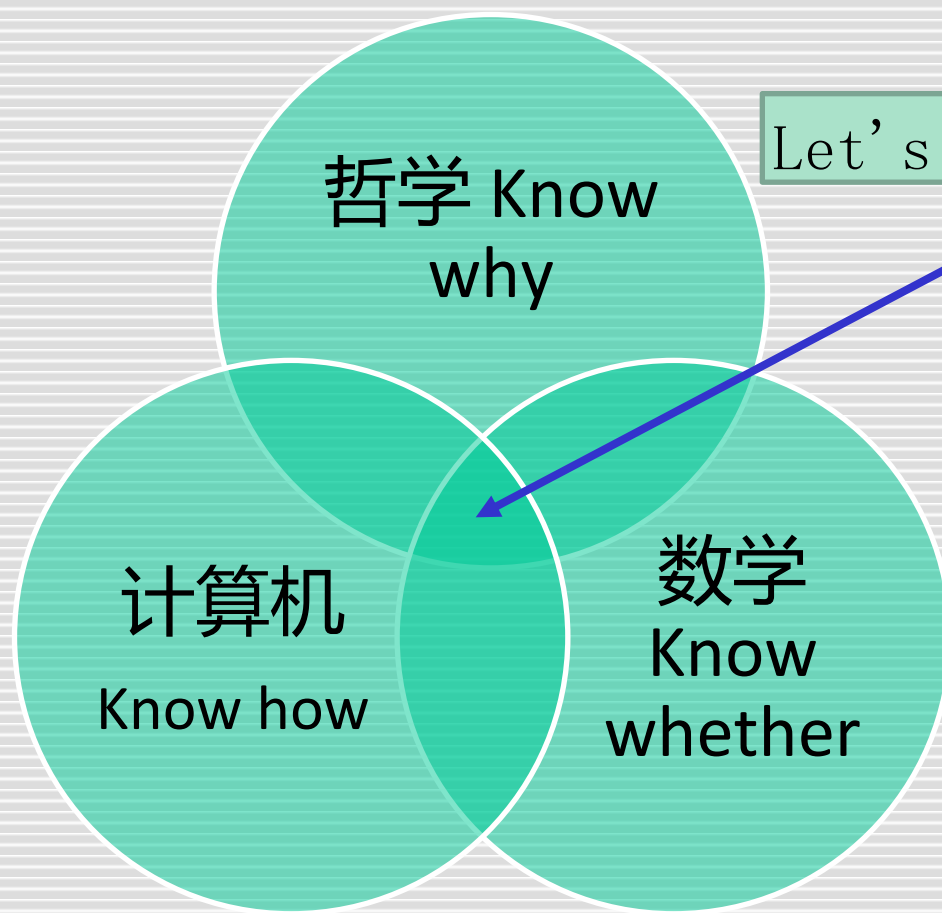 Let’s
哲学 Know
why
计算机
Know how
数学
Know
whether